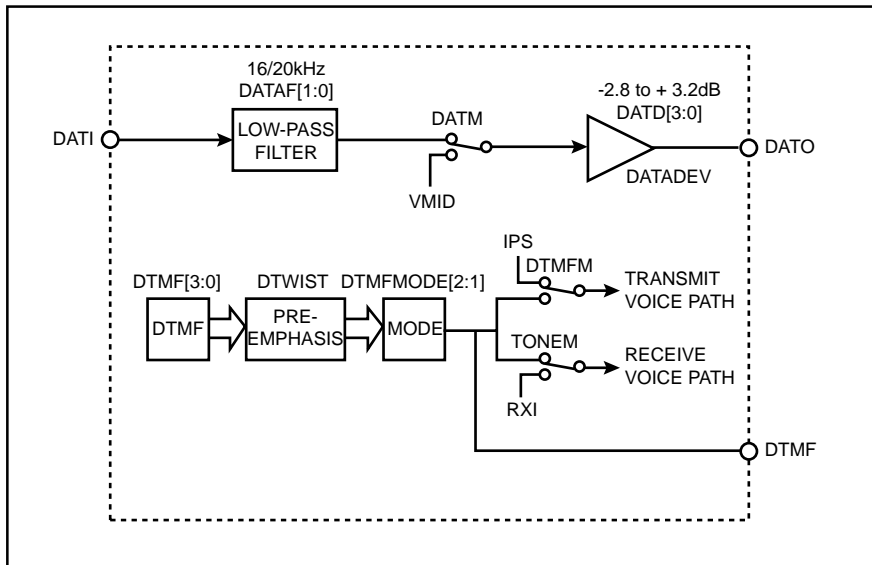 16/20kHz
DATAF[1:0]
-2.8 to + 3.2dB
DATD[3:0]
DATM
DATI
LOW-PASS
FILTER
DATO
VMID
DATADEV
IPS
DTMF[3:0]
DTWIST
DTMFMODE[2:1]
DTMFM
TRANSMIT
VOICE PATH
DTMF
PRE-
EMPHASIS
MODE
TONEM
RECEIVE
VOICE PATH
RXI
DTMF